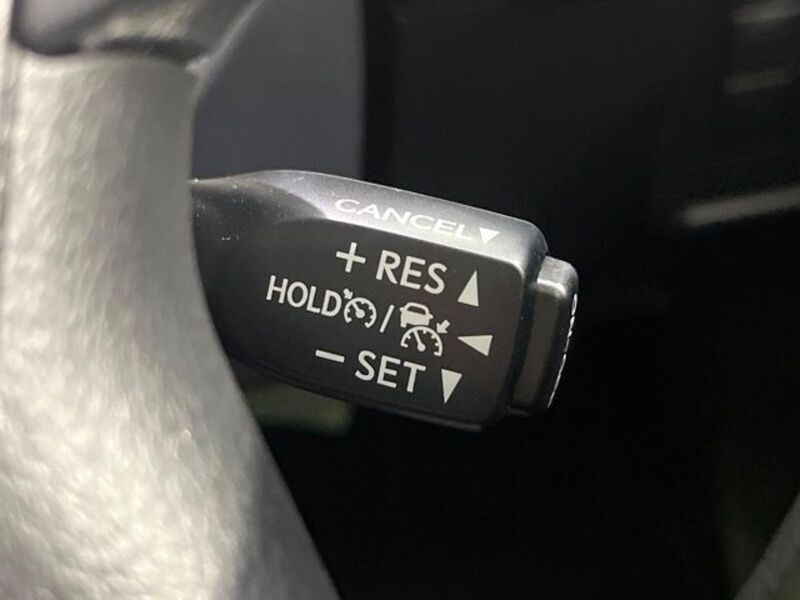 CANCEL▼
+ RES ▲
HOLD / ◀
- SET ▼